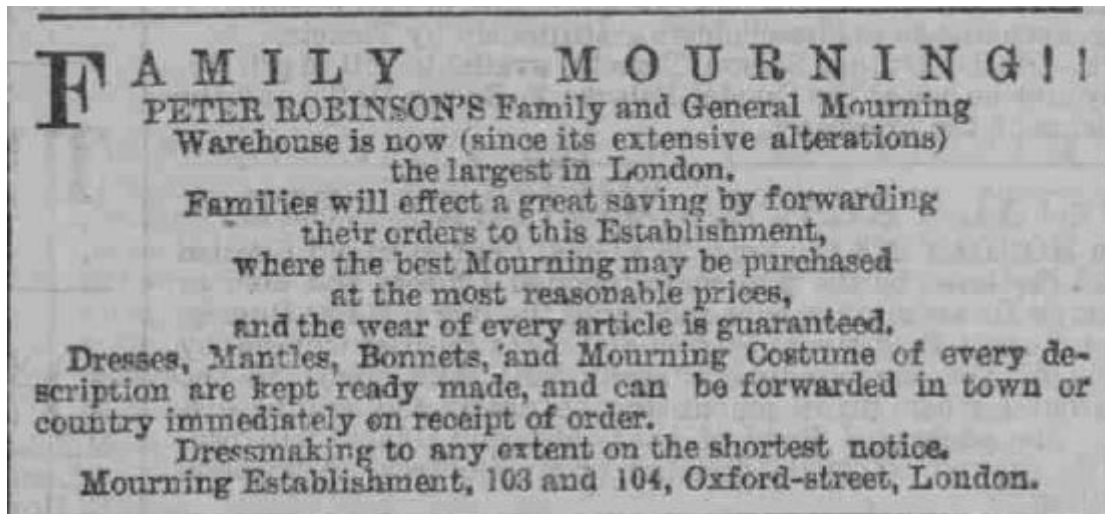 FAMILY MOURNING!!
PETER ROBINSON'S Family and General Mourning
Warehouse is now (since its extensive alterations)
the largest in London.
Families will effect a great saving by forwarding
their orders to this Establishment,
where the best Mourning may be purchased
at the most reasonable prices,
and the wear of every article is guaranteed.
Dresses, Mantles, Bonnets, and Mourning Costume of every de-
scription are kept ready made, and can be forwarded in town or
country immediately on receipt of order.
Dressmaking to any extent on the shortest notice.
Mourning Establishment, 103 and 104, Oxford-street, London.